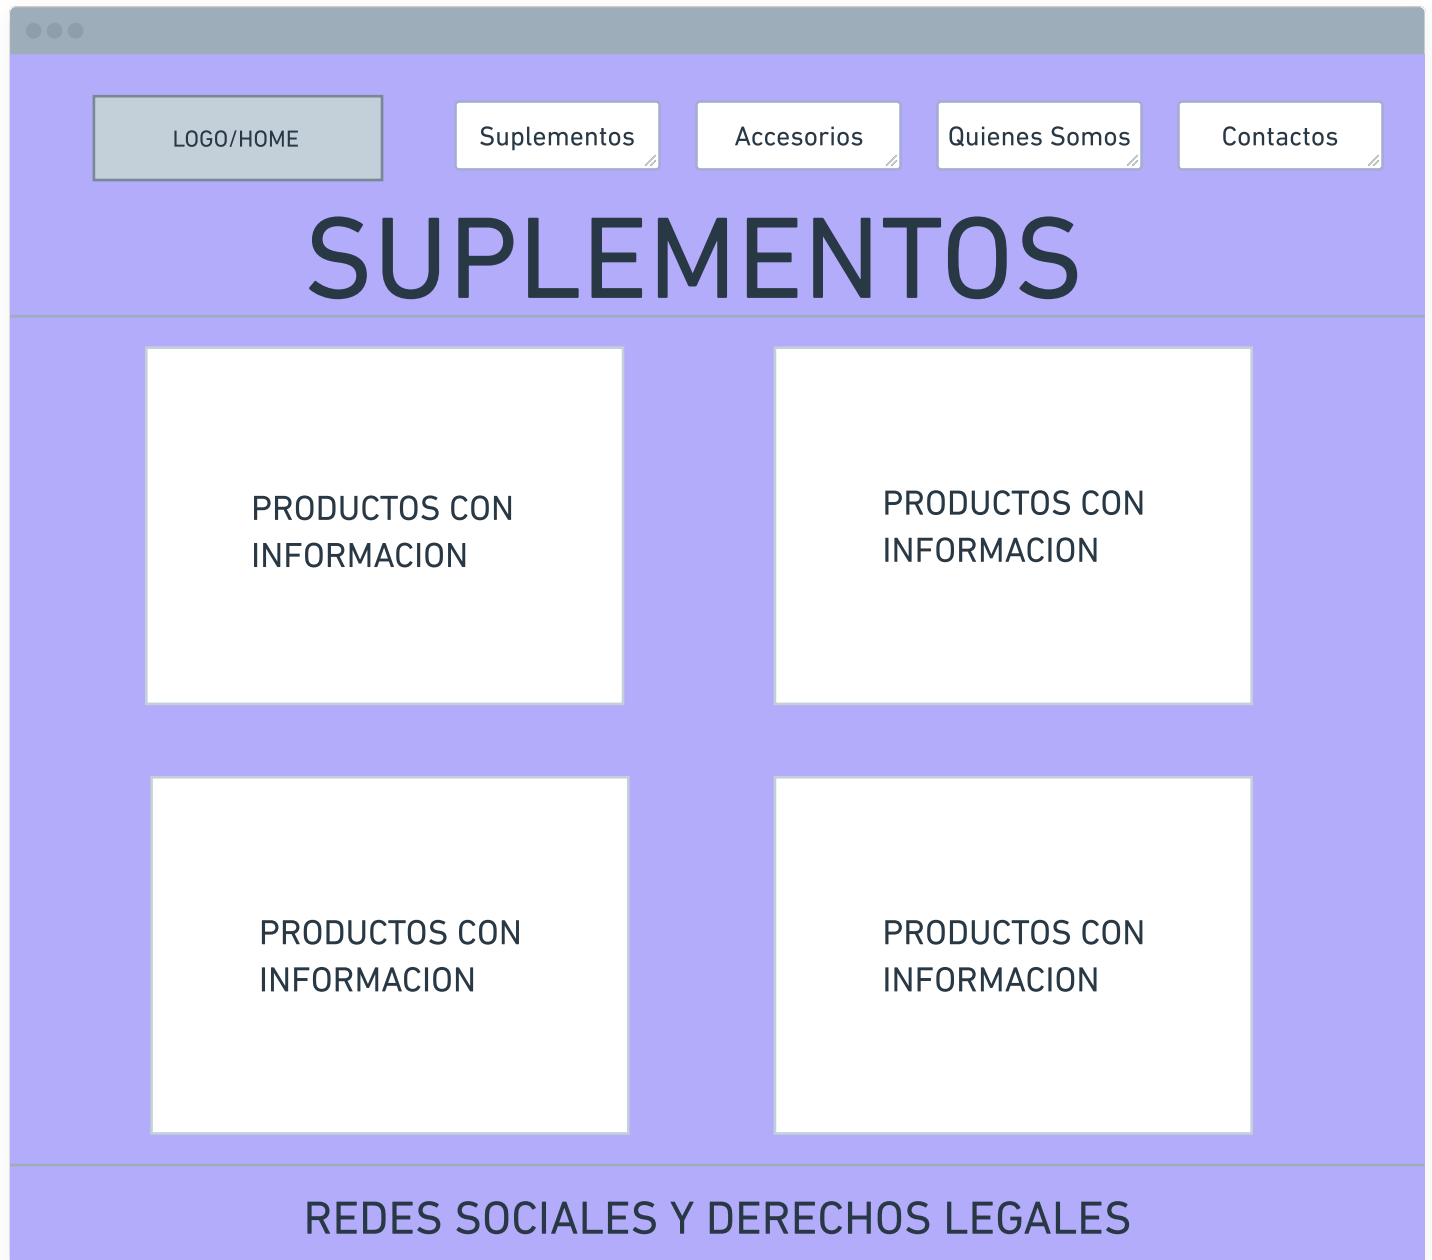 LOGO/HOME
Suplementos
Accesorios
Quienes Somos
Contactos
SUPLEMENTOS
PRODUCTOS CON
INFORMACION
PRODUCTOS CON
INFORMACION
PRODUCTOS CON
INFORMACION
PRODUCTOS CON
INFORMACION
REDES SOCIALES Y DERECHOS LEGALES